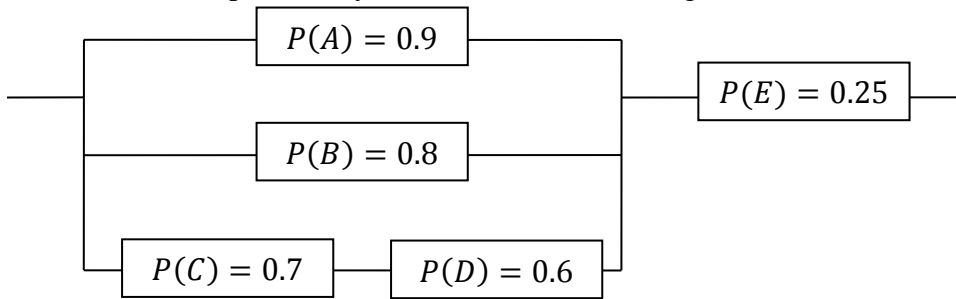 P(A) = 0.9
P(E) = 0.25
P(B) = 0.8
P(C) = 0.7
P(D) = 0.6